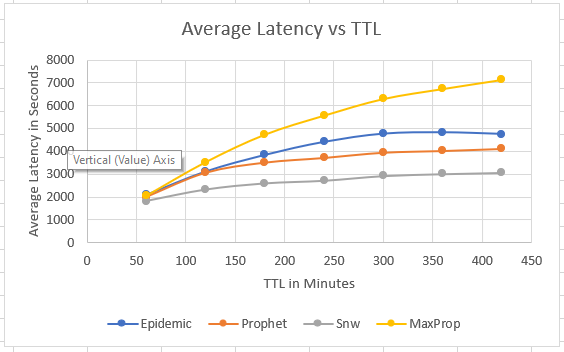 Average Latency vs TTL
Average Latency in Seconds
8000
7000
6000
5000
4000
Vertical (Value) Axis
3000
2000
1000
0
0 50 100 150 200 250 300 350 400 450
TTL in Minutes
Epidemic Prophet Snw MaxProp